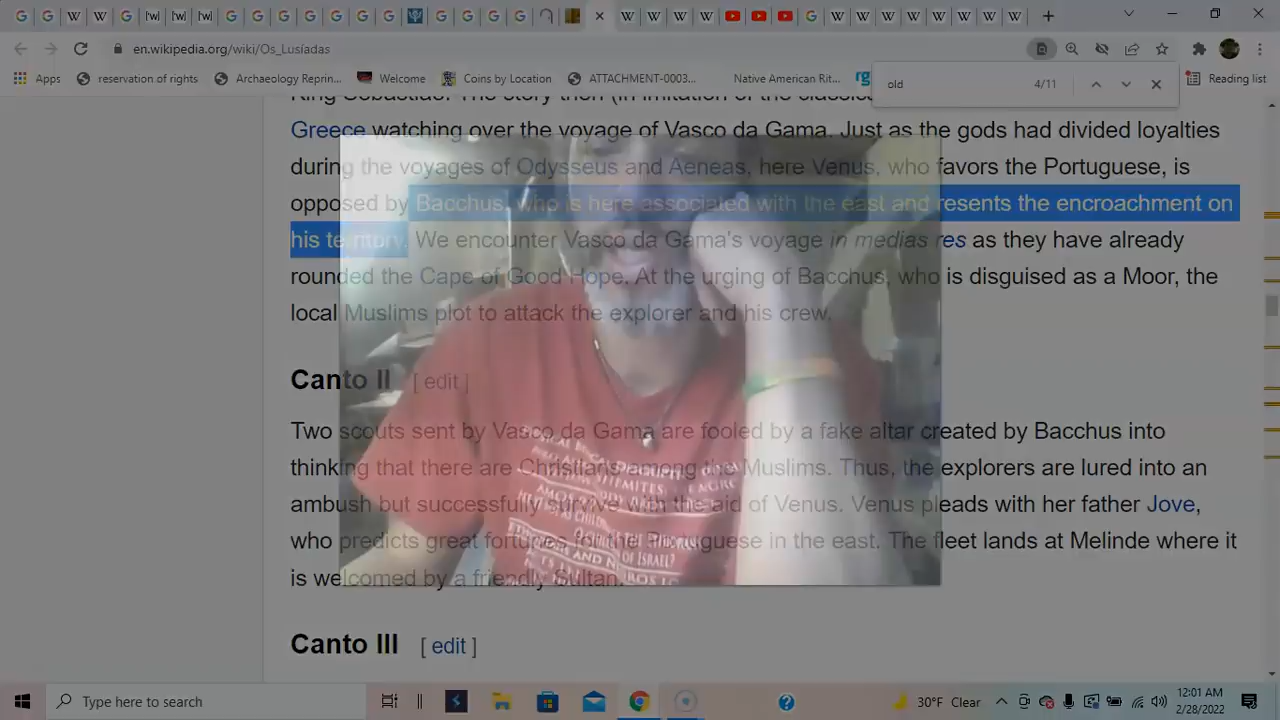 en.wikipedia.org/wiki/Os_Lusíadas
Apps reservation of rights Archaeology Reprin... Welcome Coins by Location ATTACHMENT-0003... Native American Rit... rg Reading list
old 4/11
King Sebastião. The story then (in imitation of the classical
Greece watching over the voyage of Vasco da Gama. Just as the gods had divided loyalties
during the voyages of Odysseus and Aeneas, here Venus, who favors the Portuguese, is
opposed by Bacchus, who is here associated with the east and resents the encroachment on
his territory. We encounter Vasco da Gama's voyage in medias res as they have already
rounded the Cape of Good Hope. At the urging of Bacchus, who is disguised as a Moor, the
local Muslims plot to attack the explorer and his crew.
Canto II [ edit ]
Two scouts sent by Vasco da Gama are fooled by a fake altar created by Bacchus into
thinking that there are Christians among the Muslims. Thus, the explorers are lured into an
ambush but successfully survive with the aid of Venus. Venus pleads with her father Jove,
who predicts great fortunes for the Portuguese in the east. The fleet lands at Melinde where it
is welcomed by a friendly Sultan.
OF ISRAEL?
Canto III [ edit ]
Type here to search
30°F Clear
12:01 AM
2/28/2022